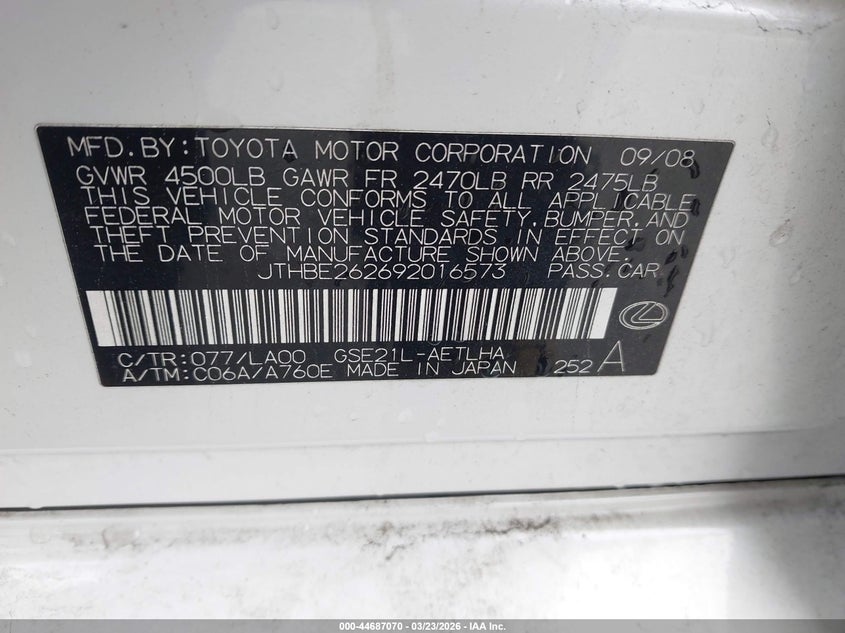 MFD.BY:TOYOTA MOTOR CORPORATION 09/08
GVWR 4500LB GAWR FR 2470LB RR 2475LB
THIS VEHICLE CONFORMS TO ALL APPLICABLE
FEDERAL MOTOR VEHICLE SAFETY,BUMPER,AND
THEFT PREVENTION STANDARDS IN EFFECT ON
THE DATE OF MANUFACTURE SHOWN ABOVE.
JTHBE262692016573 PASS.CAR
C/TR:077/LA00 GSE21L-AETLHA
A/TM:C06A/A760E MADE IN JAPAN 252A
000-44687070 | 03/23/2026 | IAA Inc.